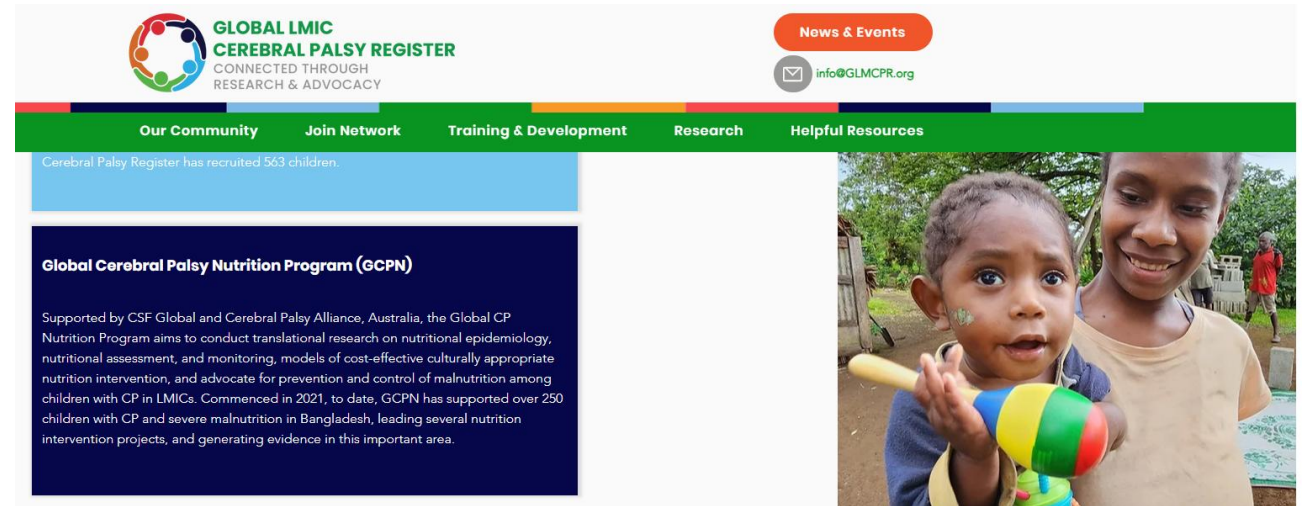 GLOBAL LMIC
CEREBRAL PALSY REGISTER
CONNECTED THROUGH
RESEARCH & ADVOCACY
News & Events
info@GLMCPR.org
Our Community Join Network Training & Development Research Helpful Resources
Cerebral Palsy Register has recruited 563 children.
Global Cerebral Palsy Nutrition Program (GCPN)
Supported by CSF Global and Cerebral Palsy Alliance, Australia, the Global CP
Nutrition Program aims to conduct translational research on nutritional epidemiology,
nutritional assessment, and monitoring, models of cost-effective culturally appropriate
nutrition intervention, and advocate for prevention and control of malnutrition among
children with CP in LMICs. Commenced in 2021, to date, GCPN has supported over 250
children with CP and severe malnutrition in Bangladesh, leading several nutrition
intervention projects, and generating evidence in this important area.